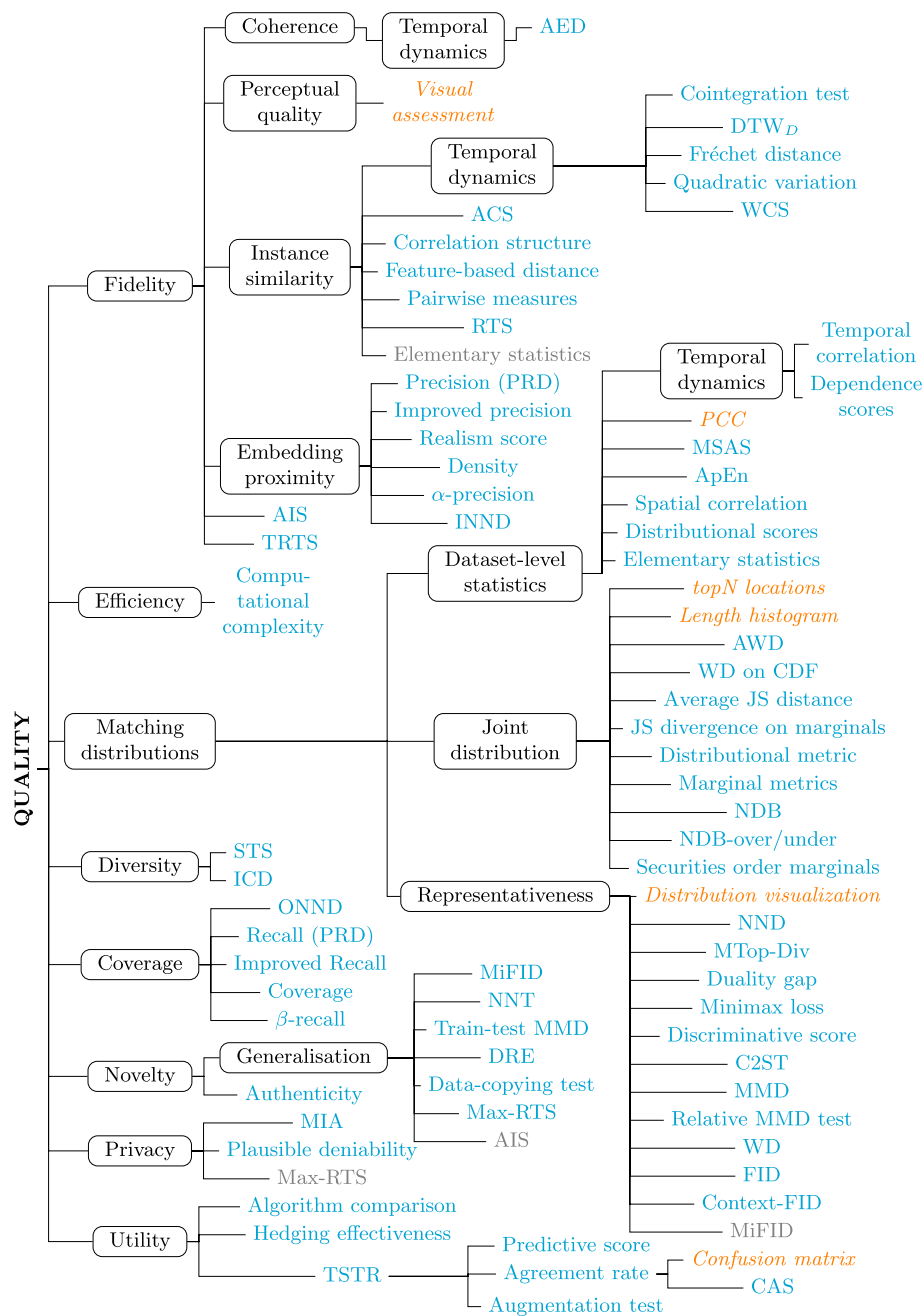 QUALITY
Fidelity
Coherence
Temporal
dynamics
AED
Perceptual
quality
Visual
assessment
Instance
similarity
Temporal
dynamics
Cointegration test
DTW_D
Fréchet distance
Quadratic variation
WCS
ACS
Correlation structure
Feature-based distance
Pairwise measures
RTS
Elementary statistics
Embedding
proximity
Precision (PRD)
Improved precision
Realism score
Density
α-precision
INND
AIS
TRTS
Efficiency
Compu-
tational
complexity
Matching
distributions
Dataset-level
statistics
Temporal
dynamics
Temporal
correlation
Dependence
scores
PCC
MSAS
ApEn
Spatial correlation
Distributional scores
Elementary statistics
Joint
distribution
topN locations
Length histogram
AWD
WD on CDF
Average JS distance
JS divergence on marginals
Distributional metric
Marginal metrics
NDB
NDB-over/under
Securities order marginals
Representativeness
Distribution visualization
NND
MTop-Div
Duality gap
Minimax loss
Discriminative score
C2ST
MMD
Relative MMD test
WD
FID
Context-FID
MiFID
Diversity
STS
ICD
Coverage
ONND
Recall (PRD)
Improved Recall
Coverage
β-recall
Novelty
Generalisation
MiFID
NNT
Train-test MMD
DRE
Data-copying test
Max-RTS
AIS
Authenticity
Privacy
MIA
Plausible deniability
Max-RTS
Utility
Algorithm comparison
Hedging effectiveness
TSTR
Predictive score
Agreement rate
Confusion matrix
CAS
Augmentation test